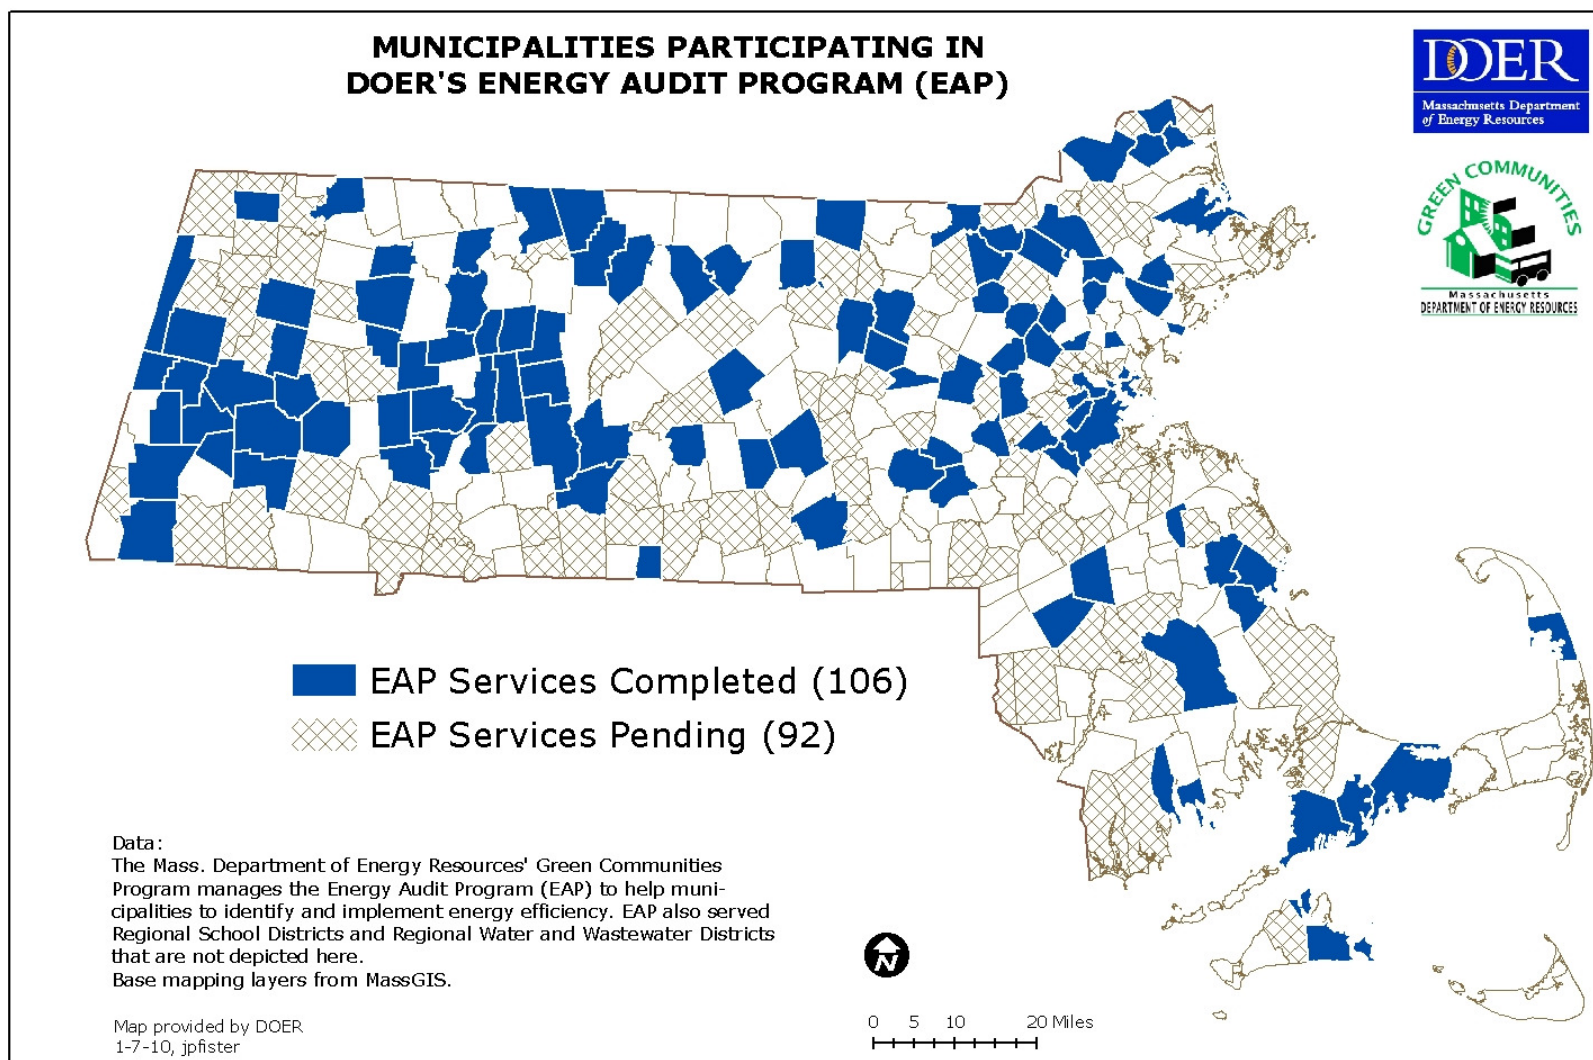 MUNICIPALITIES PARTICIPATING IN
DOER'S ENERGY AUDIT PROGRAM (EAP)
DOER
Massachusetts Department
of Energy Resources
GREEN COMMUNITIES
Massachusetts
DEPARTMENT OF ENERGY RESOURCES
EAP Services Completed (106)
EAP Services Pending (92)
Data:
The Mass. Department of Energy Resources' Green Communities
Program manages the Energy Audit Program (EAP) to help muni-
cipalities to identify and implement energy efficiency. EAP also served
Regional School Districts and Regional Water and Wastewater Districts
that are not depicted here.
Base mapping layers from MassGIS.
Map provided by DOER
1-7-10, jpfister
N
0 5 10 20 Miles